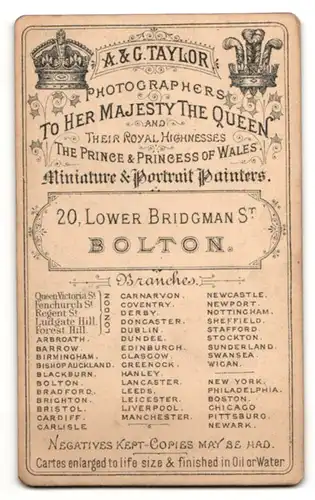 A & G. TAYLOR
PHOTOGRAPHERS
TO HER MAJESTY THE QUEEN
AND
THEIR ROYAL HIGHNESSES
THE PRINCE & PRINCESS OF WALES
Miniature & Portrait Painters.
20, LOWER BRIDGMAN ST
BOLTON.
Branches.
Queen Victoria St
Fenchurch St
Regent St
Ludgate Hill.
Forest Hill.
LONDON
ARBROATH.
BARROW
BIRMINGHAM.
BISHOP AUCKLAND.
BLACKBURN.
BOLTON.
BRADFORD.
BRIGHTON.
BRISTOL
CARDIFF.
CARLISLE
CARNARVON.
COVENTRY.
DERBY.
DONCASTER.
DUBLIN.
DUNDEE.
EDINBURGH.
GLASGOW.
GREENOCK.
HANLEY.
LANCASTER.
LEEDS.
LEICESTER.
LIVERPOOL.
MANCHESTER.
NEWCASTLE.
NEWPORT.
NOTTINGHAM.
SHEFFIELD.
STAFFORD
STOCKTON.
SUNDERLAND.
SWANSEA
WIGAN.
NEW YORK.
PHILADELPHIA.
BOSTON.
CHICAGO
PITTSBURG.
NEWARK.
NEGATIVES KEPT-COPIES MAY BE HAD.
Cartes enlarged to life size & finished in Oil or Water